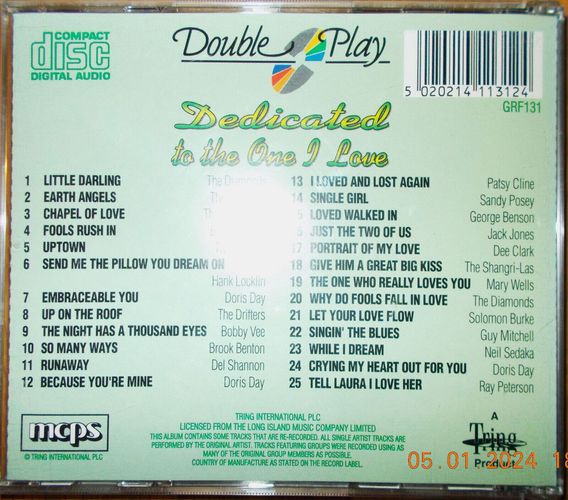 COMPACT
disc
DIGITAL AUDIO
Double Play
5 020214 113124
GRF131
Dedicated
to the One I Love
1 LITTLE DARLING The Diamonds
2 EARTH ANGELS The
3 CHAPEL OF LOVE The
4 FOOLS RUSH IN
5 UPTOWN
6 SEND ME THE PILLOW YOU DREAM ON
Hank Locklin
7 EMBRACEABLE YOU Doris Day
8 UP ON THE ROOF The Drifters
9 THE NIGHT HAS A THOUSAND EYES Bobby Vee
10 SO MANY WAYS Brook Benton
11 RUNAWAY Del Shannon
12 BECAUSE YOU'RE MINE Doris Day
13 I LOVED AND LOST AGAIN Patsy Cline
14 SINGLE GIRL Sandy Posey
15 LOVED WALKED IN George Benson
16 JUST THE TWO OF US Jack Jones
17 PORTRAIT OF MY LOVE Dee Clark
18 GIVE HIM A GREAT BIG KISS The Shangri-Las
19 THE ONE WHO REALLY LOVES YOU Mary Wells
20 WHY DO FOOLS FALL IN LOVE The Diamonds
21 LET YOUR LOVE FLOW Solomon Burke
22 SINGIN' THE BLUES Guy Mitchell
23 WHILE I DREAM Neil Sedaka
24 CRYING MY HEART OUT FOR YOU Doris Day
25 TELL LAURA I LOVE HER Ray Peterson
mcps
© TRING INTERNATIONAL PLC
TRING INTERNATIONAL PLC
LICENSED FROM THE LONG ISLAND MUSIC COMPANY LIMITED
THIS ALBUM CONTAINS SOME TRACKS THAT ARE RE-RECORDED. ALL SINGLE ARTIST TRACKS ARE
PERFORMED BY THE ORIGINAL ARTIST. TRACKS FEATURING GROUPS WERE RECORDED USING AS
MANY OF THE ORIGINAL GROUP MEMBERS AS POSSIBLE.
COUNTRY OF MANUFACTURE AS STATED ON THE RECORD LABEL.
A
Tring
Product
05.01.2024 18